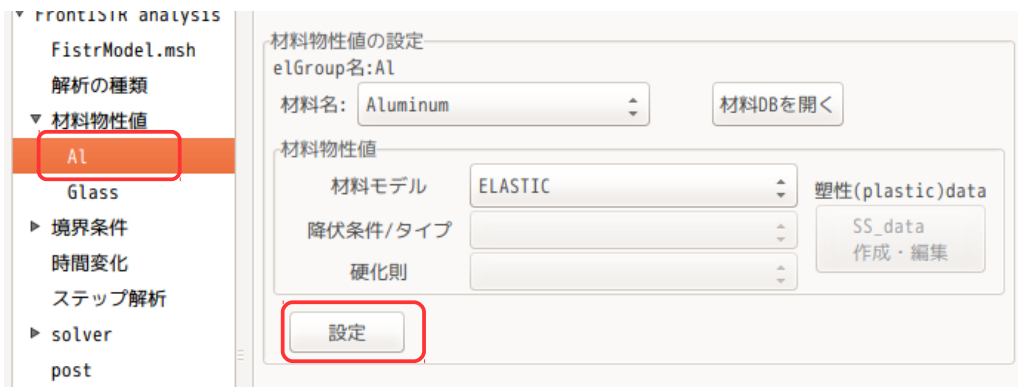 ▼ FrontISTR analysis
FistrModel.msh
解析の種類
▼ 材料物性値
Al
Glass
▶ 境界条件
時間変化
ステップ解析
▶ solver
post
材料物性値の設定
elGroup名:Al
材料名: Aluminum 材料DBを開く
材料物性値
材料モデル ELASTIC
塑性(plastic)data
降伏条件/タイプ
SS_data
作成・編集
硬化則
設定